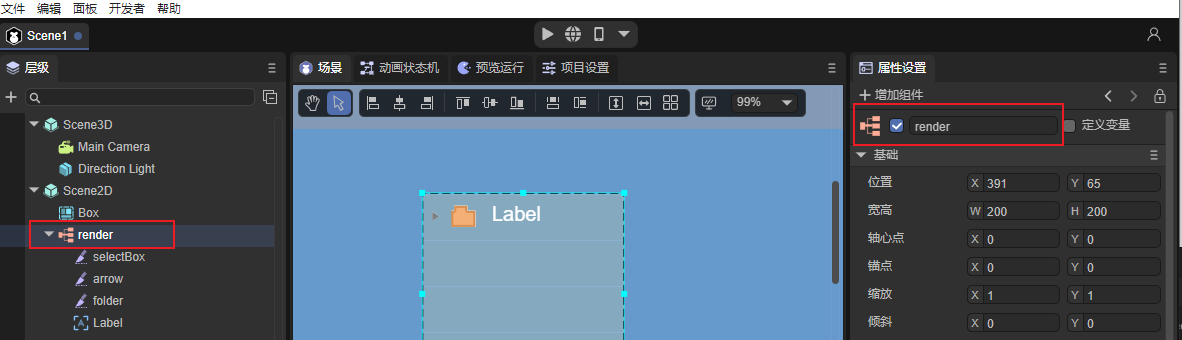 文件 编辑 面板 开发者 帮助
Scene1
层级
场景 动画状态机 预览运行 项目设置
属性设置
增加组件
99%
render 定义变量
Scene3D
Main Camera
Direction Light
Scene2D
Box
render
selectBox
arrow
folder
Label
Label
基础
位置 X 391 Y 65
宽高 W 200 H 200
轴心点 X 0 Y 0
锚点 X 0 Y 0
缩放 X 1 Y 1
倾斜 X 0 Y 0